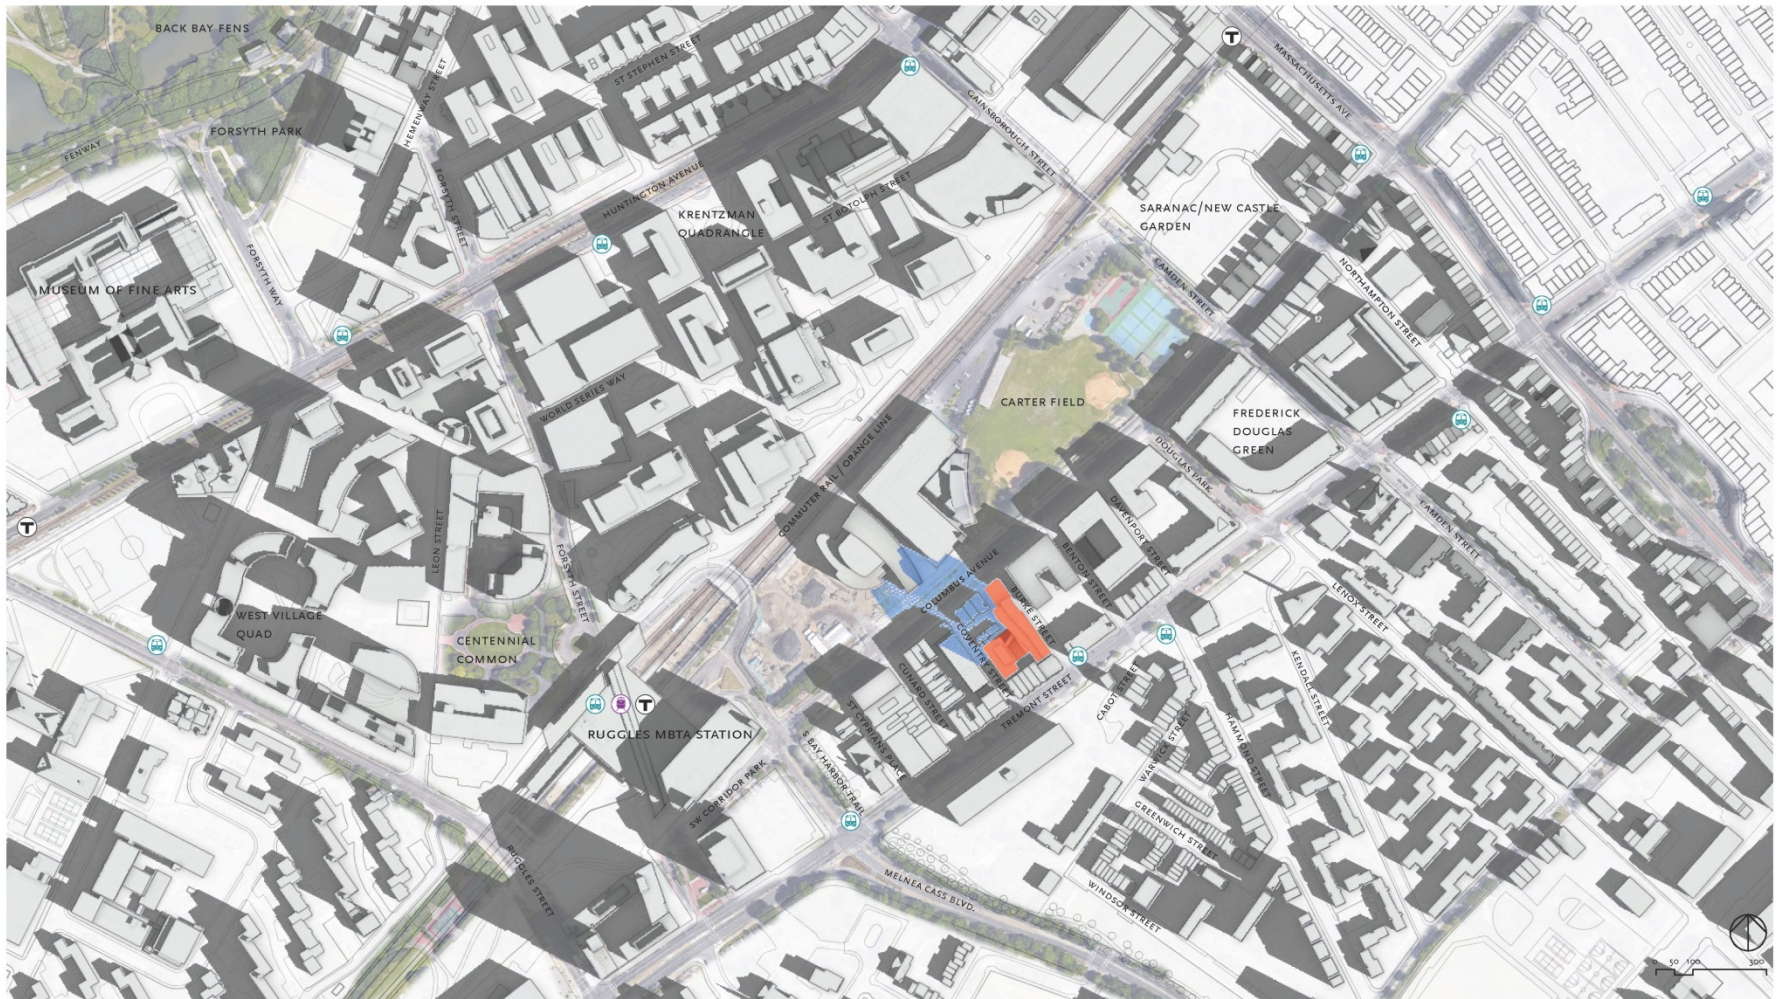 BACK BAY FENS
ST STEPHEN STREET
MASSACHUSETTS AVE
HEMENWAY STREET
FORSYTH PARK
FENWAY
GAINSBOROUGH STREET
FORSYTH STREET
HUNTINGTON AVENUE
ST BOTOLPH STREET
KRENTZMAN
QUADRANGLE
SARANAC/NEW CASTLE
GARDEN
FORSYTH WAY
MUSEUM OF FINE ARTS
CAMDEN STREET
NORTHAMPTON STREET
WORLD SERIES WAY
CARTER FIELD
FREDERICK
DOUGLAS
GREEN
COMMUTER RAIL / ORANGE LINE
DOUGLAS PARK
T
T
LEON STREET
FORSYTH STREET
DAVENPORT STREET
CAMDEN STREET
BENTON STREET
COLUMBUS AVENUE
BURKE STREET
LENOX STREET
WEST VILLAGE
QUAD
CENTENNIAL
COMMON
COVENTRY STREET
KENDALL STREET
CUNARD STREET
TREMONT STREET
CABOT STREET
T
RUGGLES MBTA STATION
ST CYPRIANS PLACE
S BAY HARBOR TRAIL
WARWICK STREET
HAMMOND STREET
SW CORRIDOR PARK
GREENWICH STREET
RUGGLES STREET
MELNEA CASS BLVD.
WINDSOR STREET
0 50 100 300